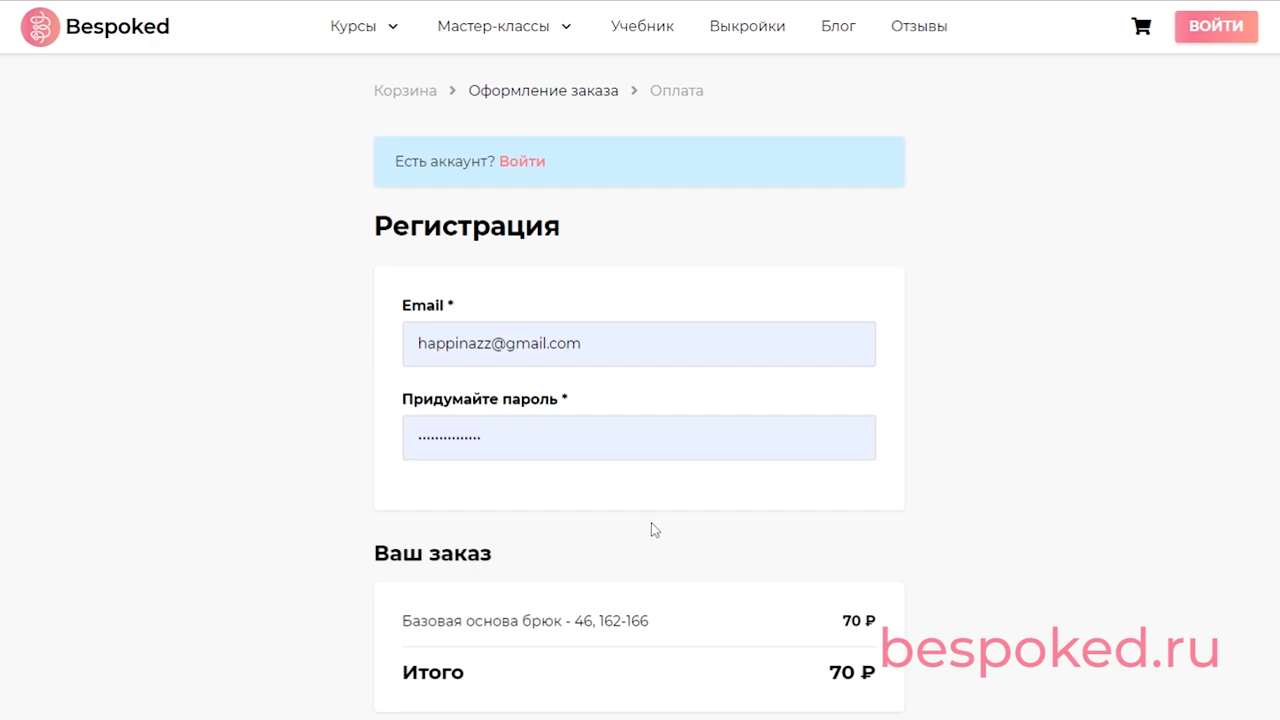 Bespoked
Курсы
Мастер-классы
Учебник
Выкройки
Блог
Отзывы
ВОЙТИ
Корзина > Оформление заказа > Оплата
Есть аккаунт? Войти
Регистрация
Email *
happinazz@gmail.com
Придумайте пароль *
•••••••••••••••
Ваш заказ
Базовая основа брюк - 46, 162-166 70 ₽
Итого 70 ₽
bespoked.ru